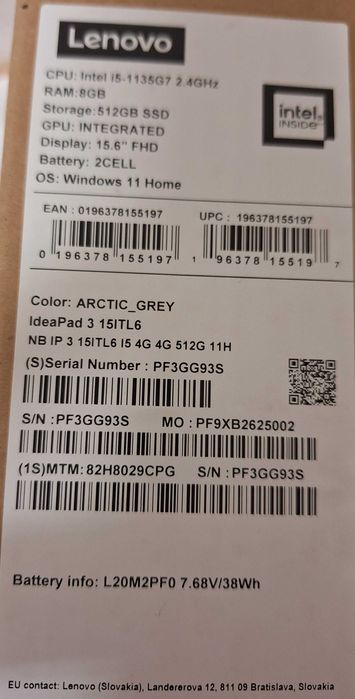 Lenovo
CPU: Intel i5-1135G7 2.4GHz
RAM:8GB
Storage:512GB SSD
GPU: INTEGRATED
Display: 15.6" FHD
Battery: 2CELL
OS: Windows 11 Home
intel.
INSIDE
EAN : 0196378155197
UPC : 196378155197
0 196378 155197
1 96378 15519 7
Color: ARCTIC_GREY
IdeaPad 3 15ITL6
NB IP 3 15ITL6 I5 4G 4G 512G 11H
(S)Serial Number : PF3GG93S
S/N :PF3GG93S MO : PF9XB2625002
(1S)MTM: 82H8029CPG S/N : PF3GG93S
Battery info: L20M2PF0 7.68V/38Wh
EU contact: Lenovo (Slovakia), Landererova 12, 811 09 Bratislava, Slovakia